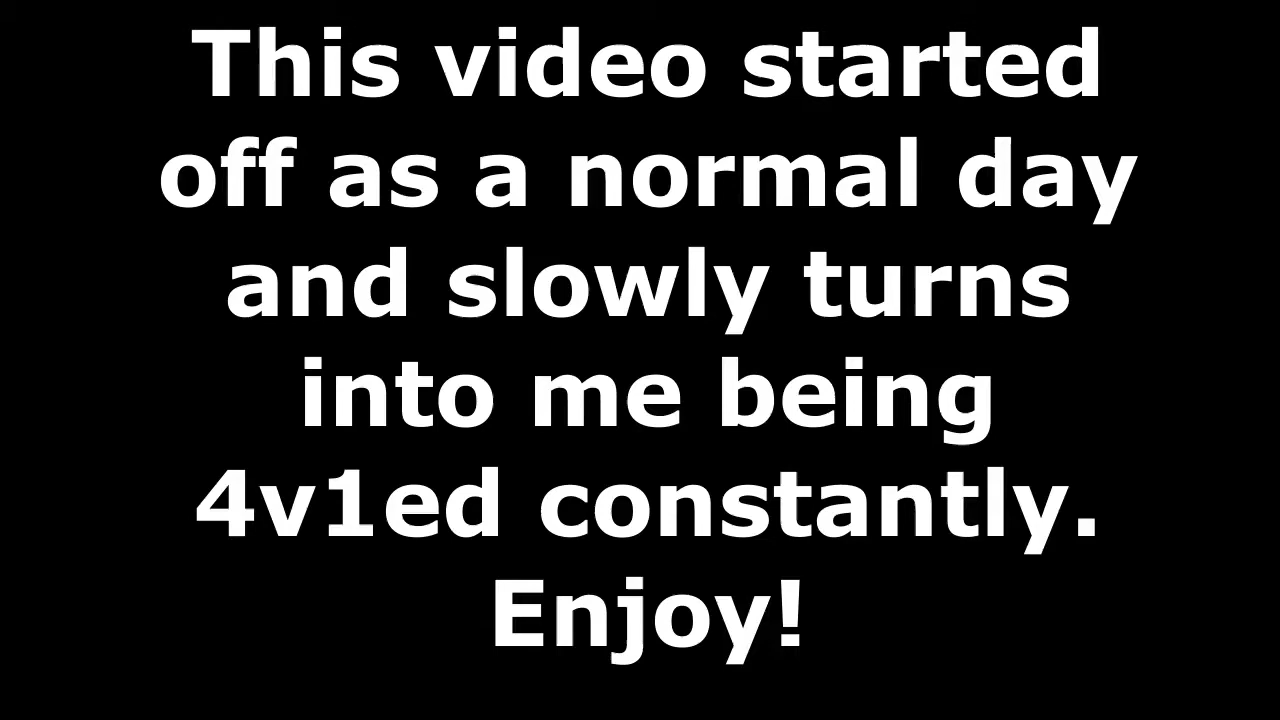 This video started
off as a normal day
and slowly turns
into me being
4v1ed constantly.
Enjoy!